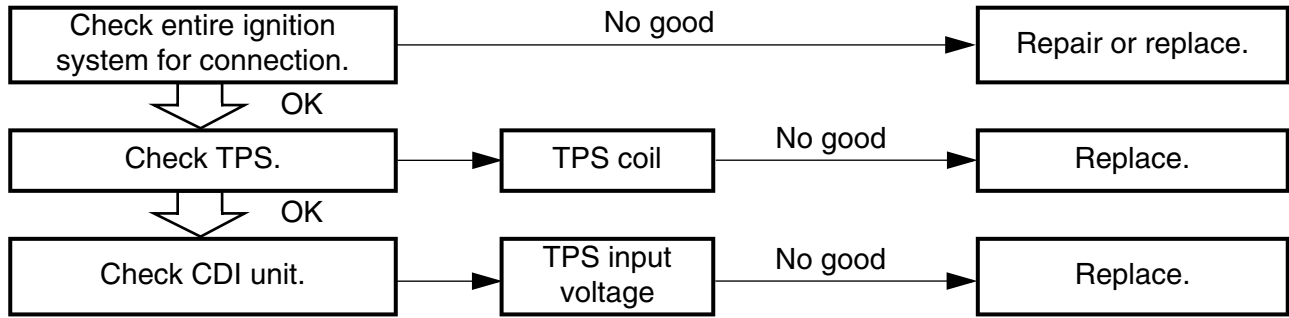 Check entire ignition
system for connection.
No good
Repair or replace.
OK
Check TPS.
TPS coil
No good
Replace.
OK
Check CDI unit.
TPS input
voltage
No good
Replace.